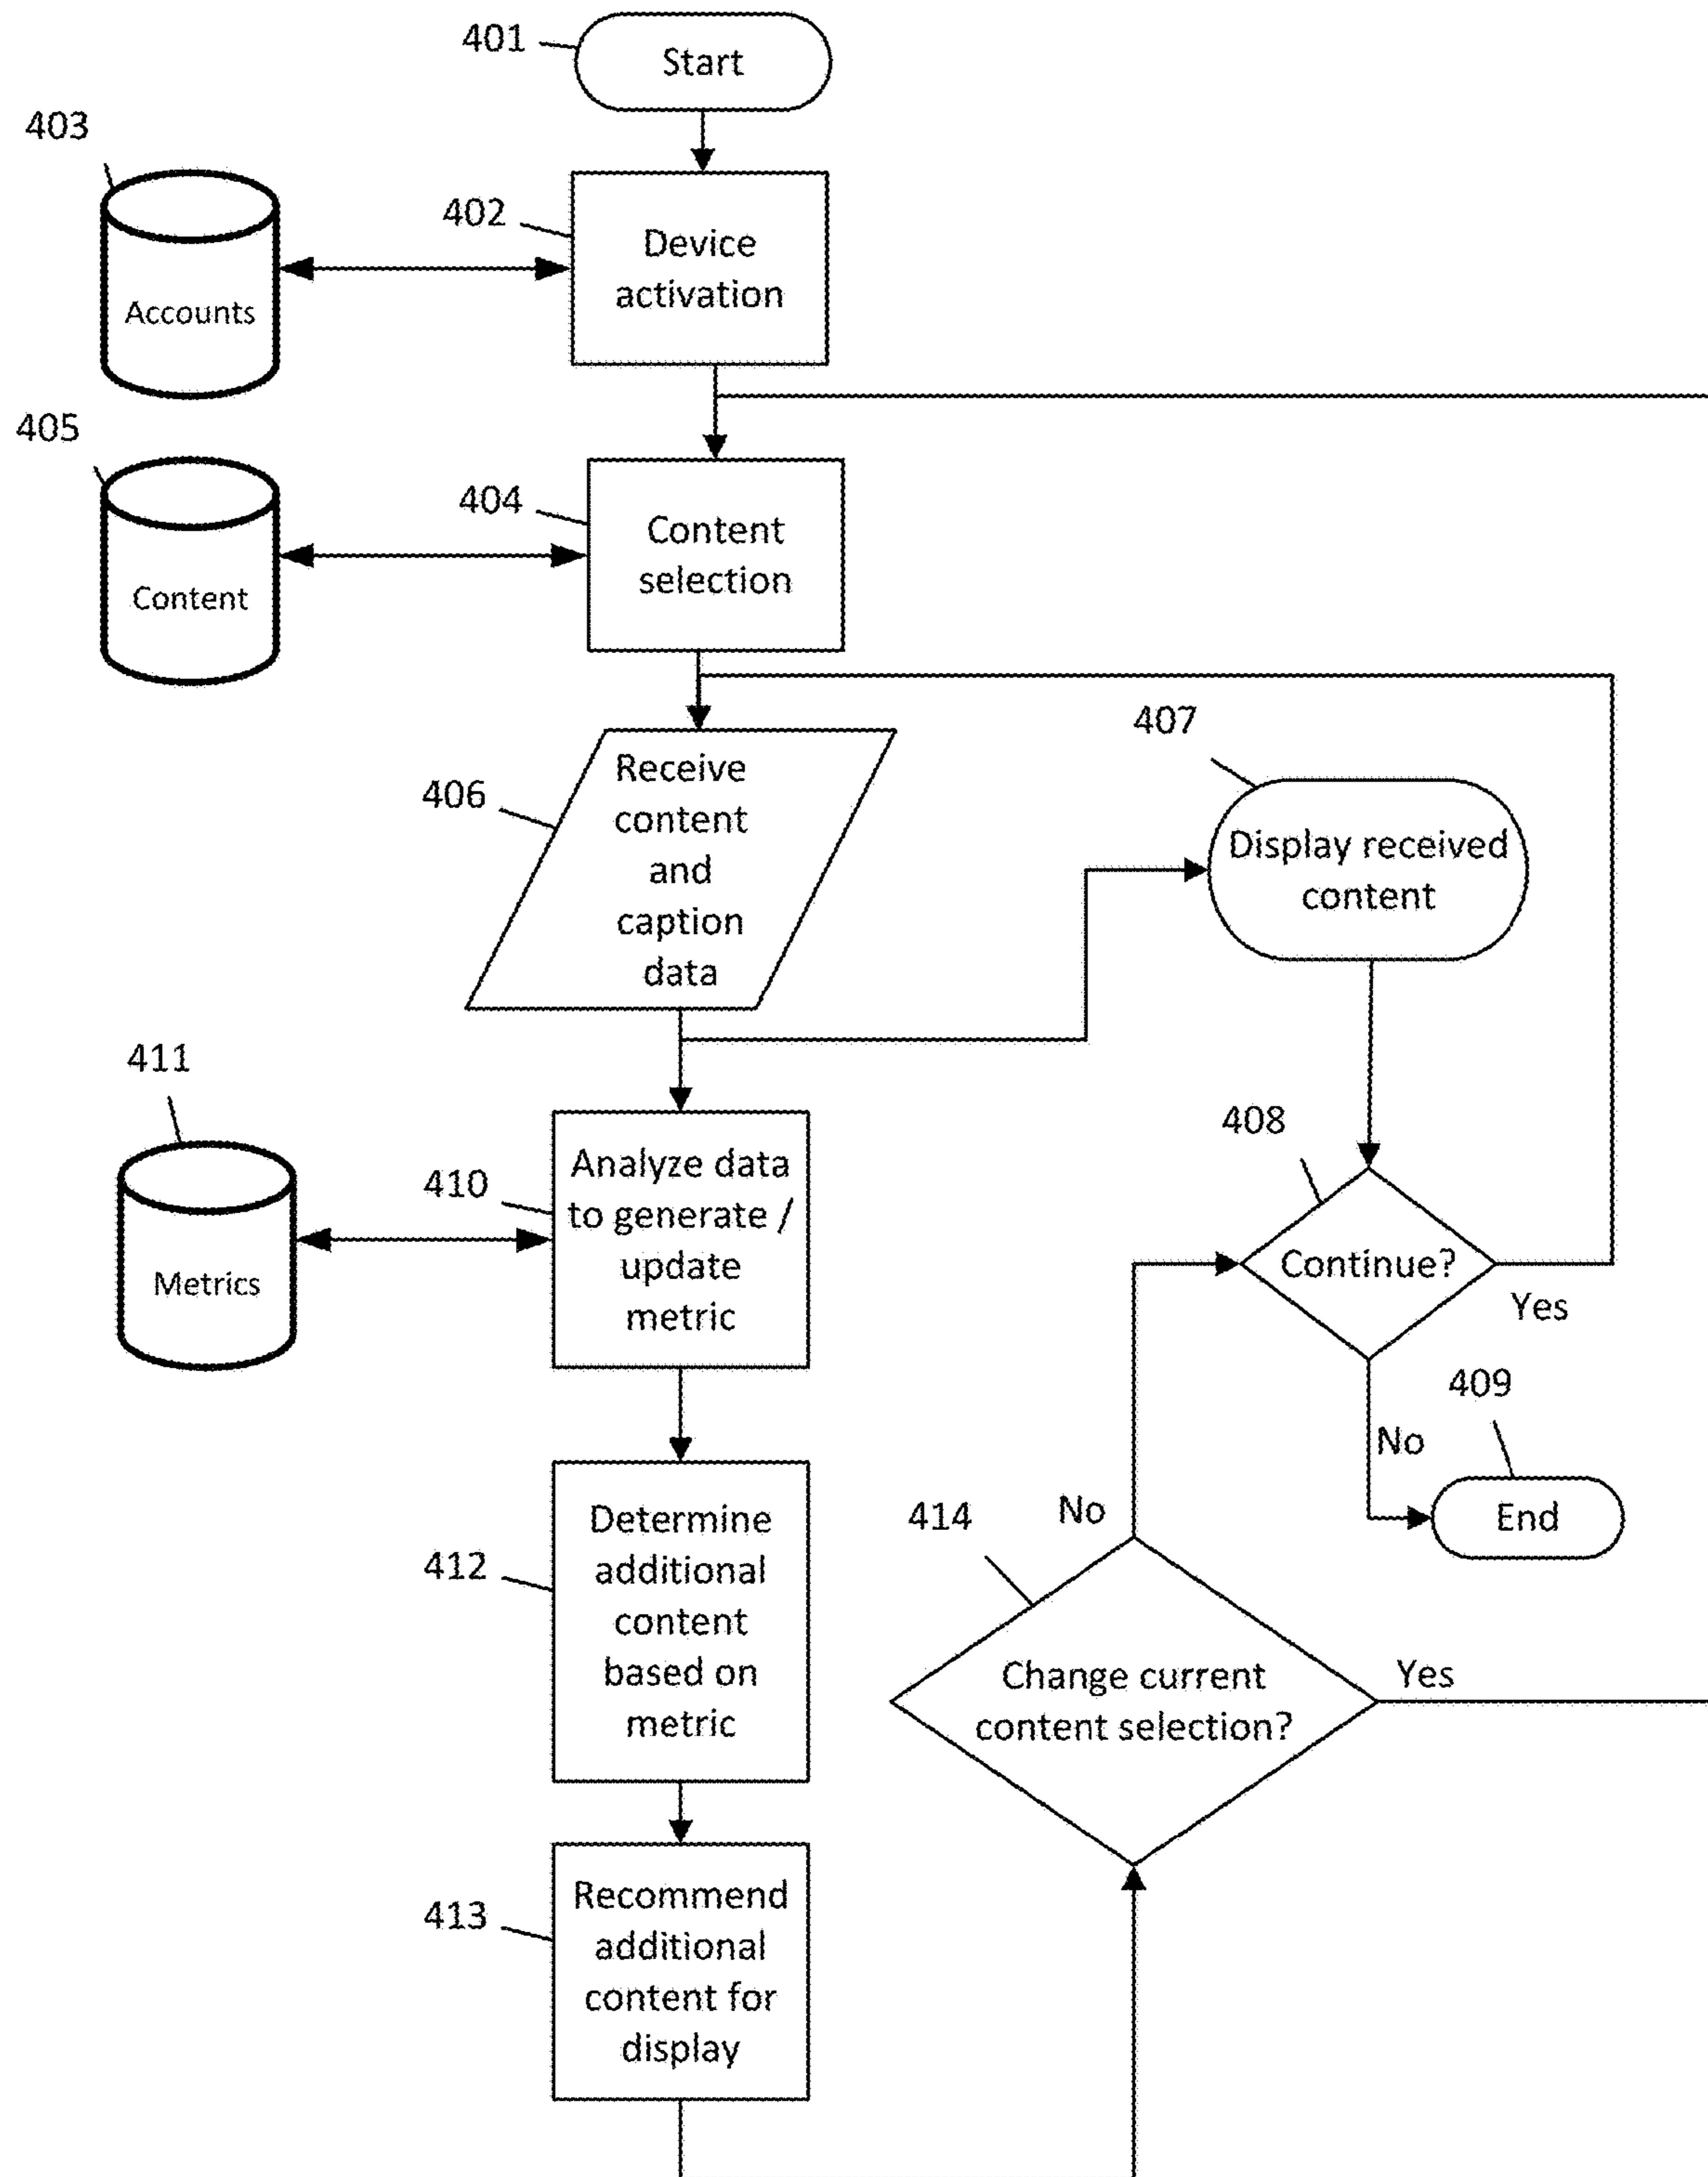 401
Start
403
402
Device
activation
Accounts
405
404
Content
selection
Content
407
406
Receive
content
and
caption
data
Display received
content
411
410
Analyze data
to generate /
update
metric
Metrics
408
Continue?
Yes
No
409
End
412
Determine
additional
content
based on
metric
414
No
Change current
content selection?
Yes
413
Recommend
additional
content for
display